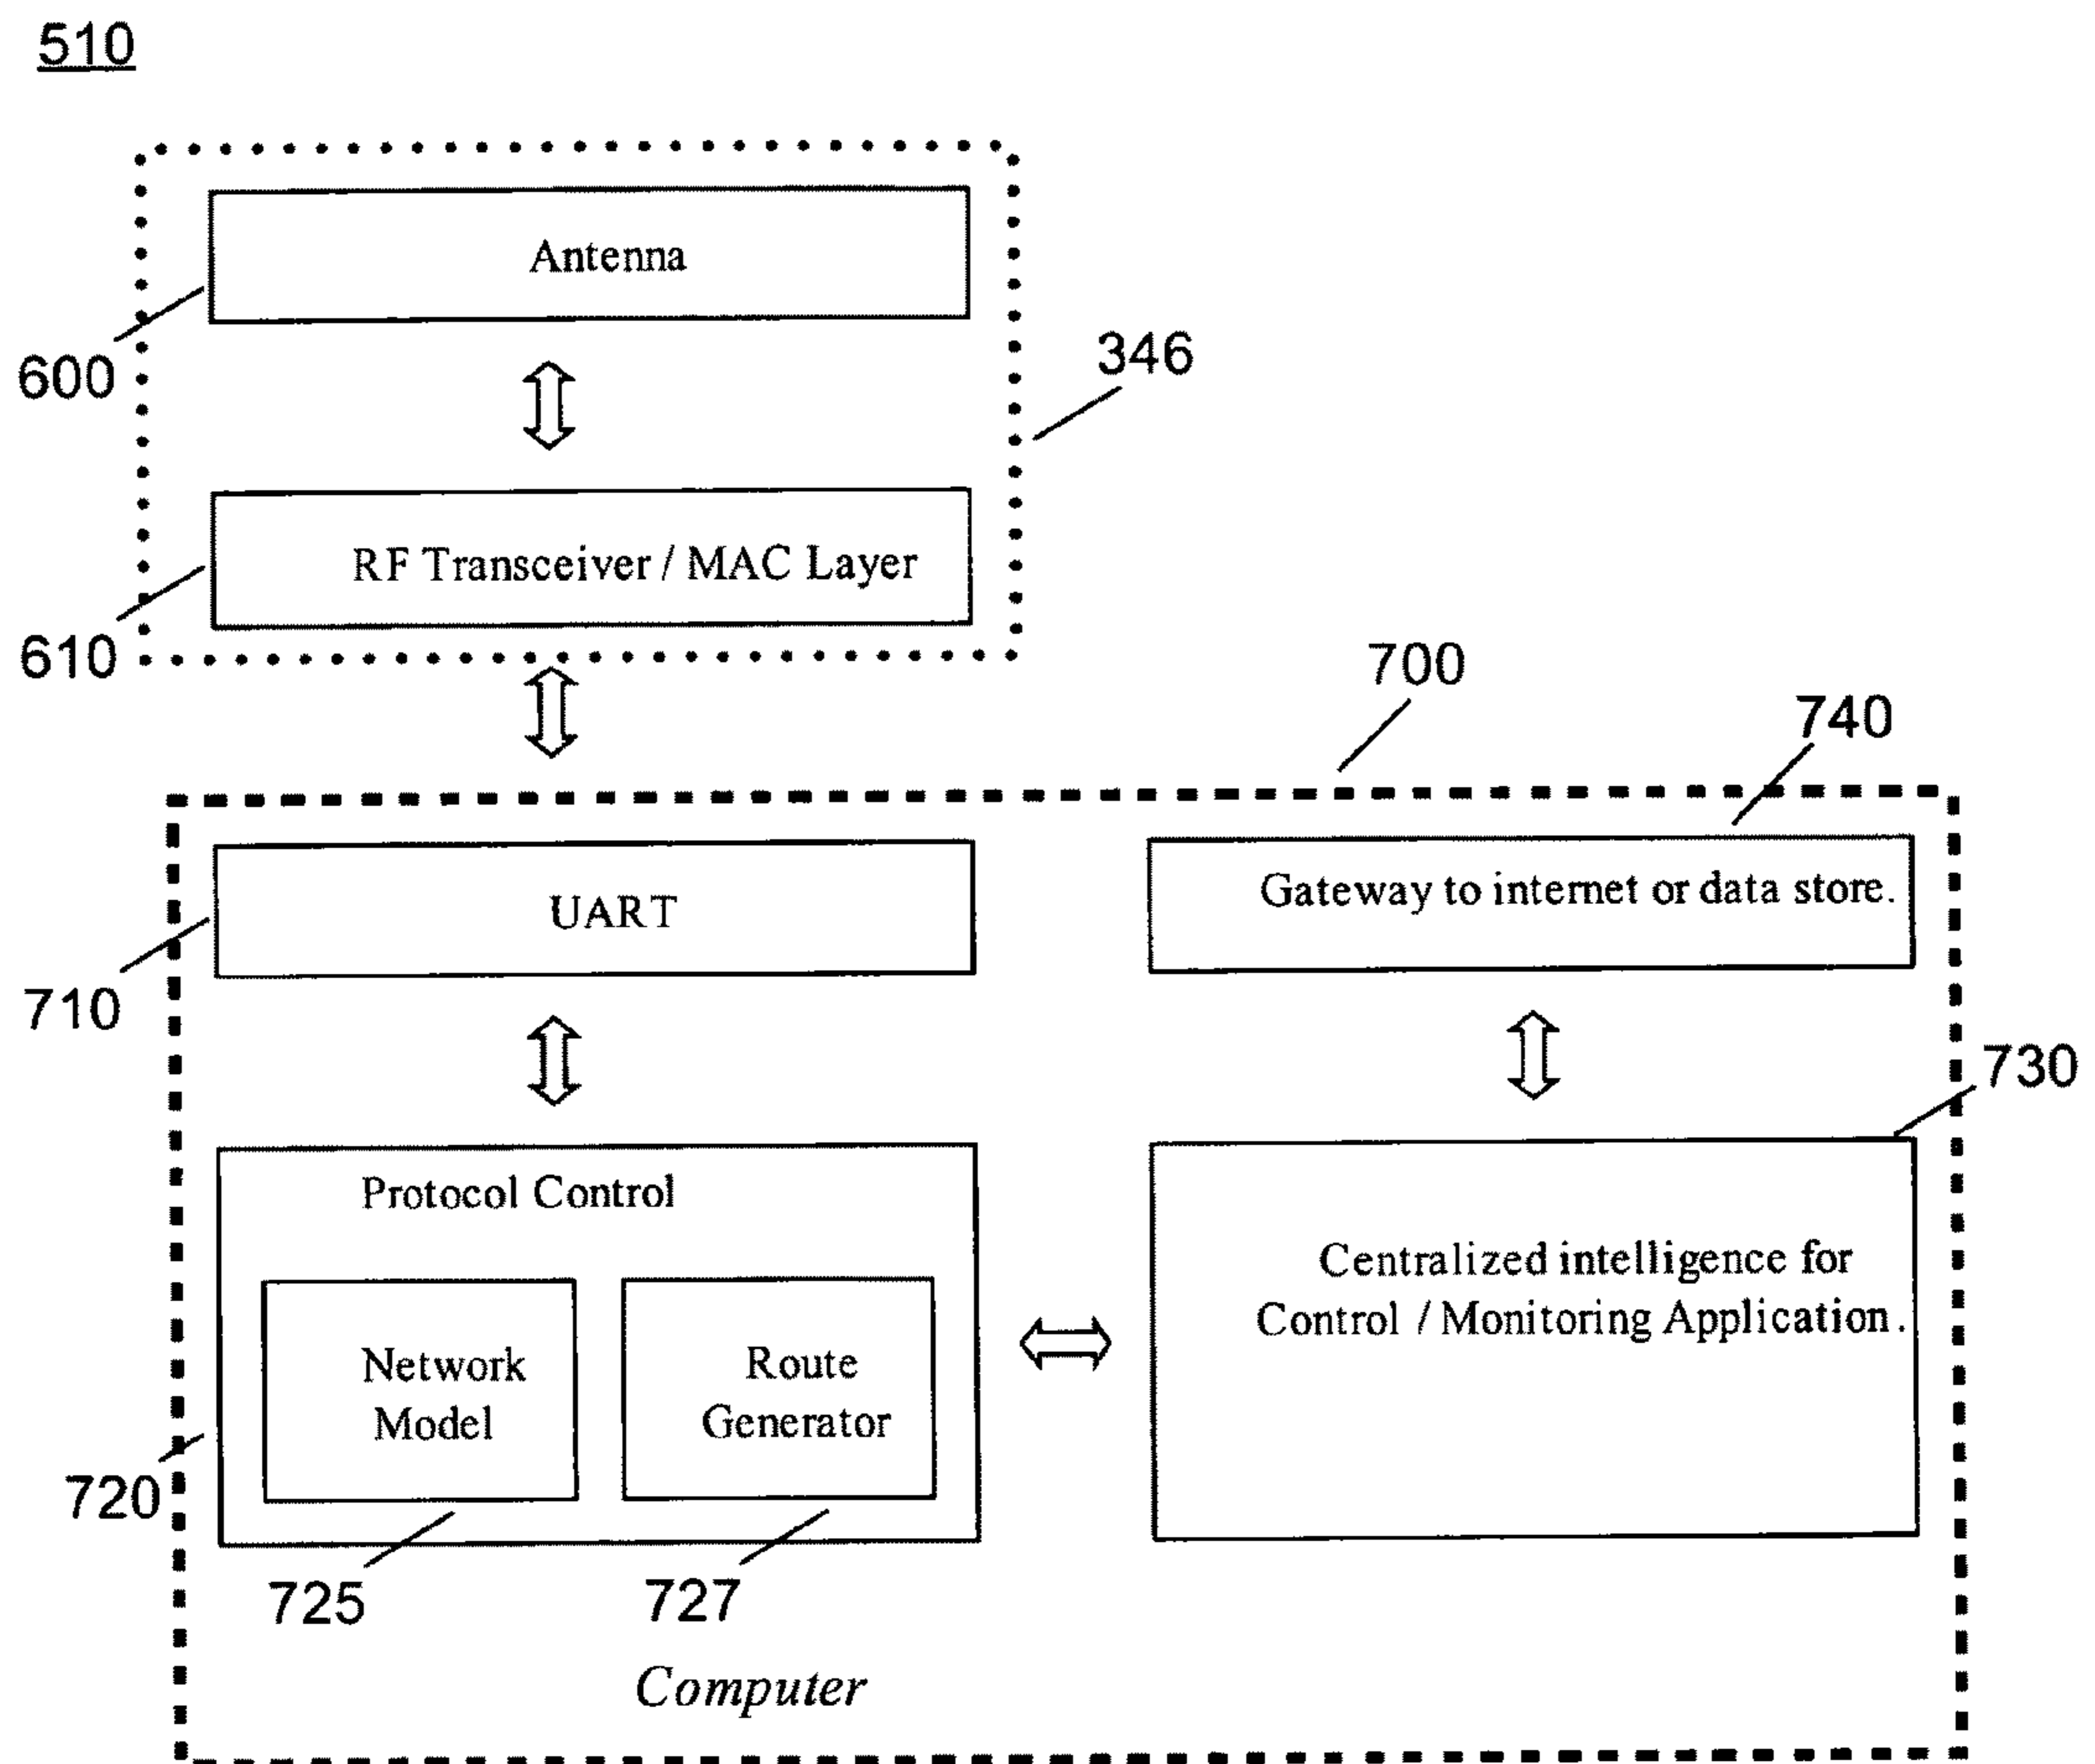 510
Antenna
600
346
RF Transceiver / MAC Layer
610
700
740
UART
Gateway to internet or data store.
710
730
Protocol Control
Centralized intelligence for
Control / Monitoring Application.
Network
Model
Route
Generator
720
725
727
Computer